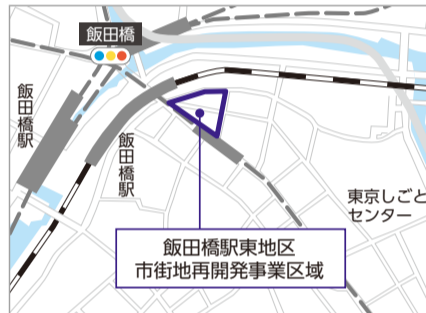 飯田橋
飯田橋駅
飯田橋駅
東京しごと
センター
飯田橋駅東地区
市街地再開発事業区域